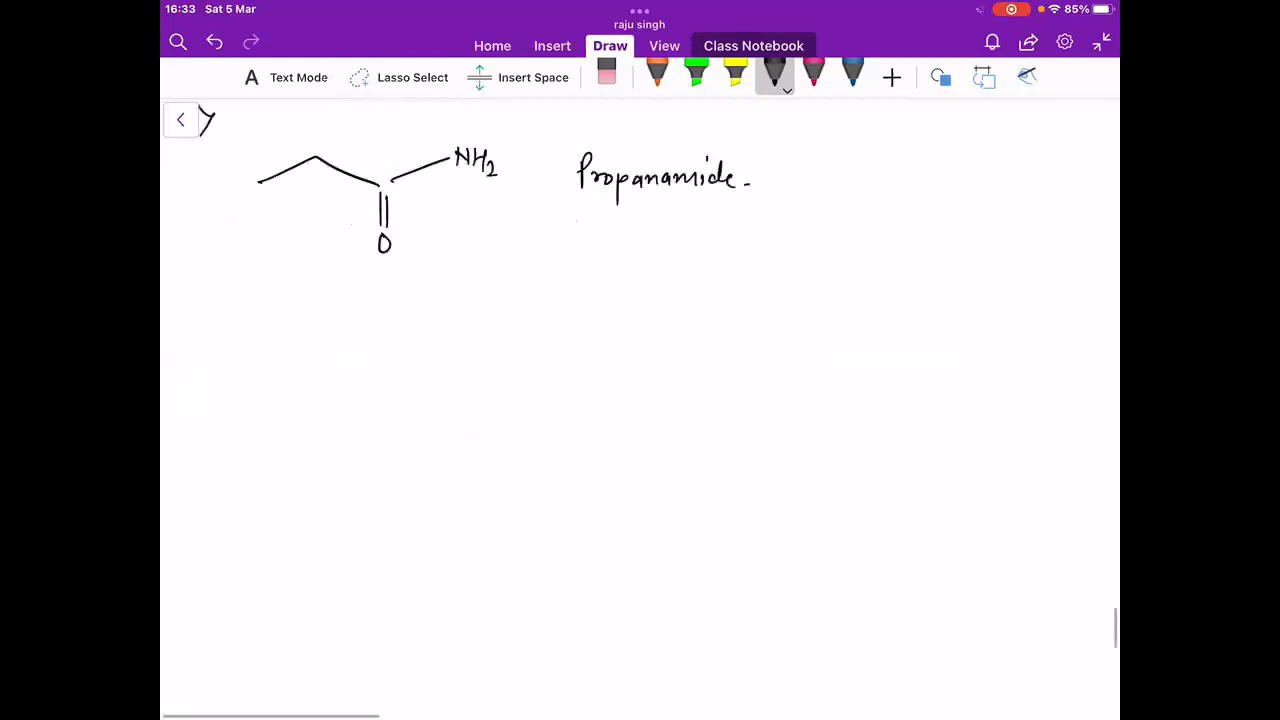 16:33 Sat 5 Mar
85%
raju singh
Home Insert Draw View Class Notebook
A Text Mode Lasso Select Insert Space
NH2
Propanamide.
O